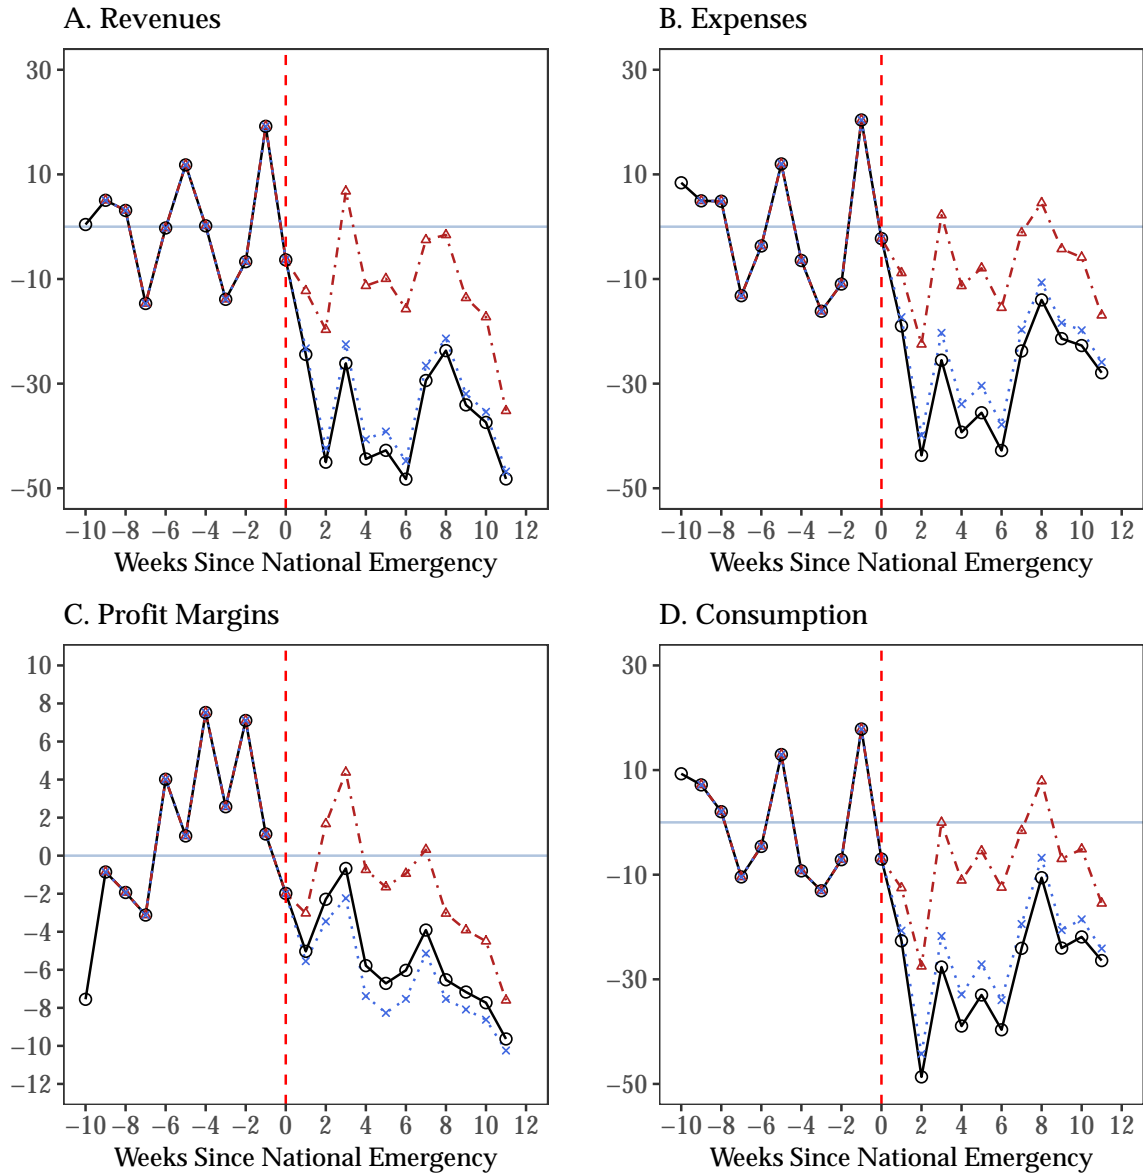 A. Revenues
30
10
−10
−30
−50
−10 −8 −6 −4 −2 0 2 4 6 8 10 12
Weeks Since National Emergency
B. Expenses
30
10
−10
−30
−50
−10 −8 −6 −4 −2 0 2 4 6 8 10 12
Weeks Since National Emergency
C. Profit Margins
10
8
6
4
2
0
−2
−4
−6
−8
−10
−12
−10 −8 −6 −4 −2 0 2 4 6 8 10 12
Weeks Since National Emergency
D. Consumption
30
10
−10
−30
−50
−10 −8 −6 −4 −2 0 2 4 6 8 10 12
Weeks Since National Emergency